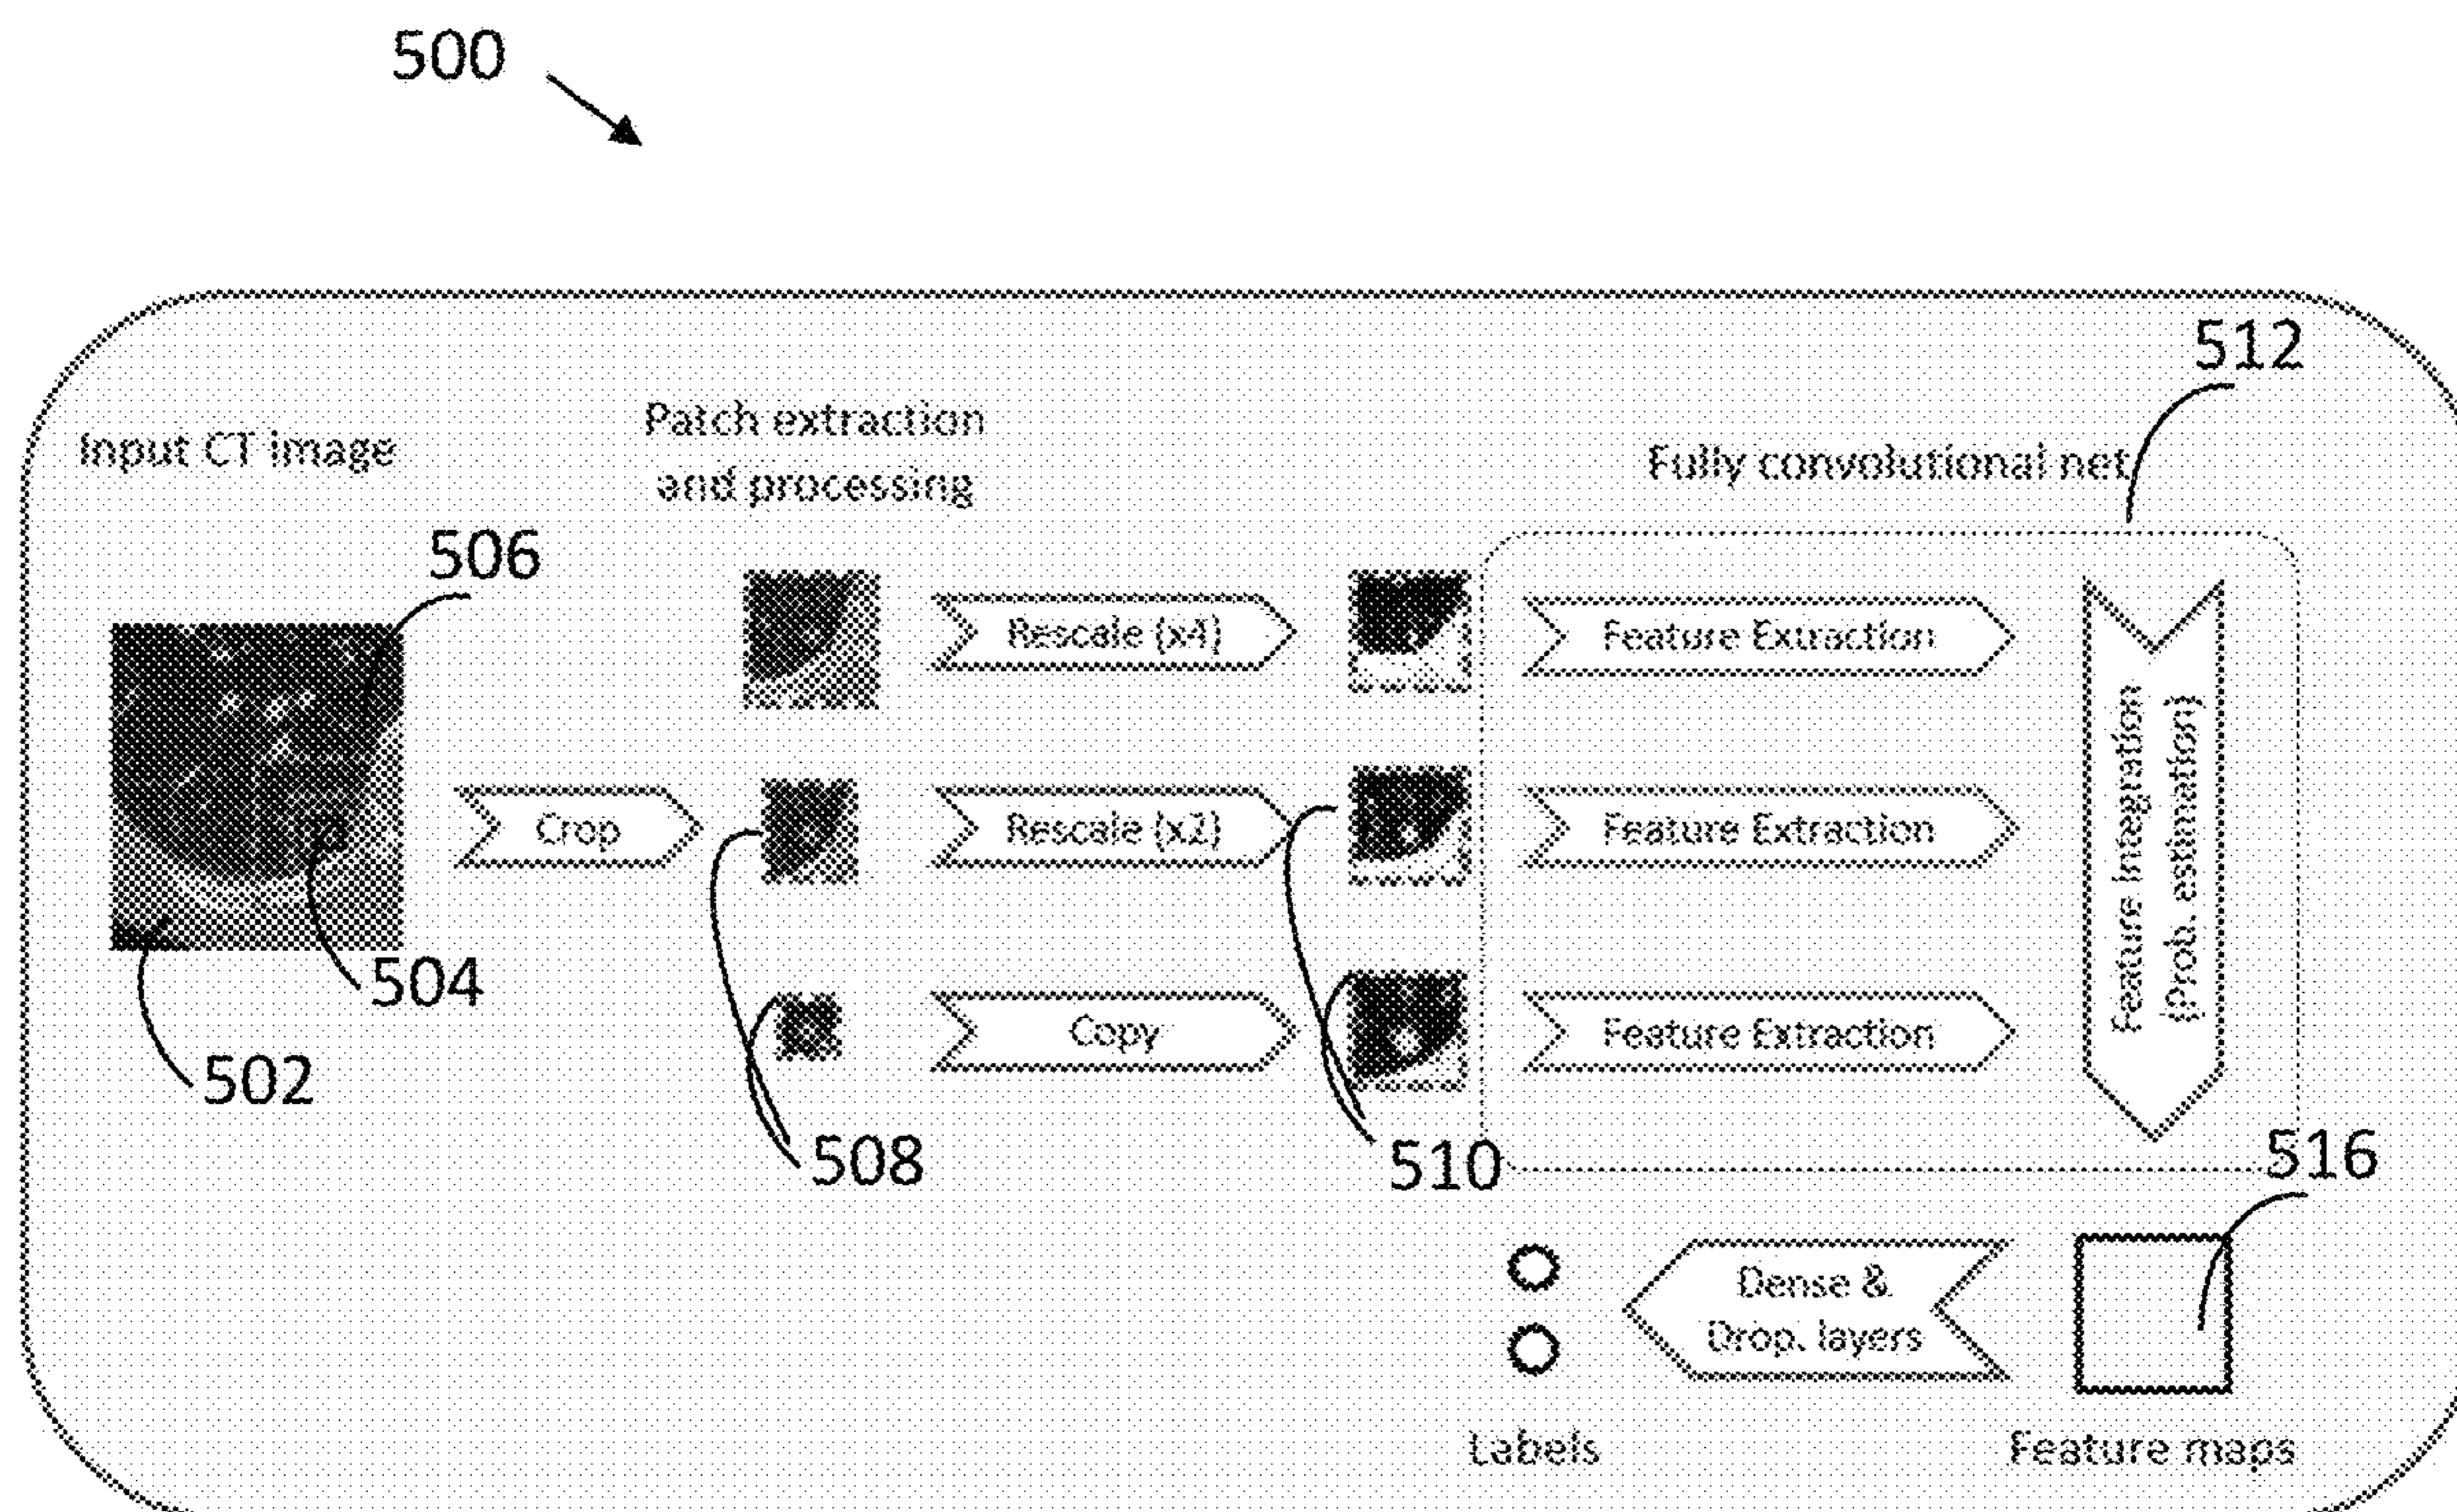 500
512
Input CT image
Patch extraction
and processing
Fully convolutional net
506
Rescale (x4)
Feature Extraction
Crop
Rescale (x2)
Feature Extraction
Feature Integration
(Prob. estimation)
504
502
Copy
Feature Extraction
508
510
516
Dense &
Drop. layers
Labels
Feature maps